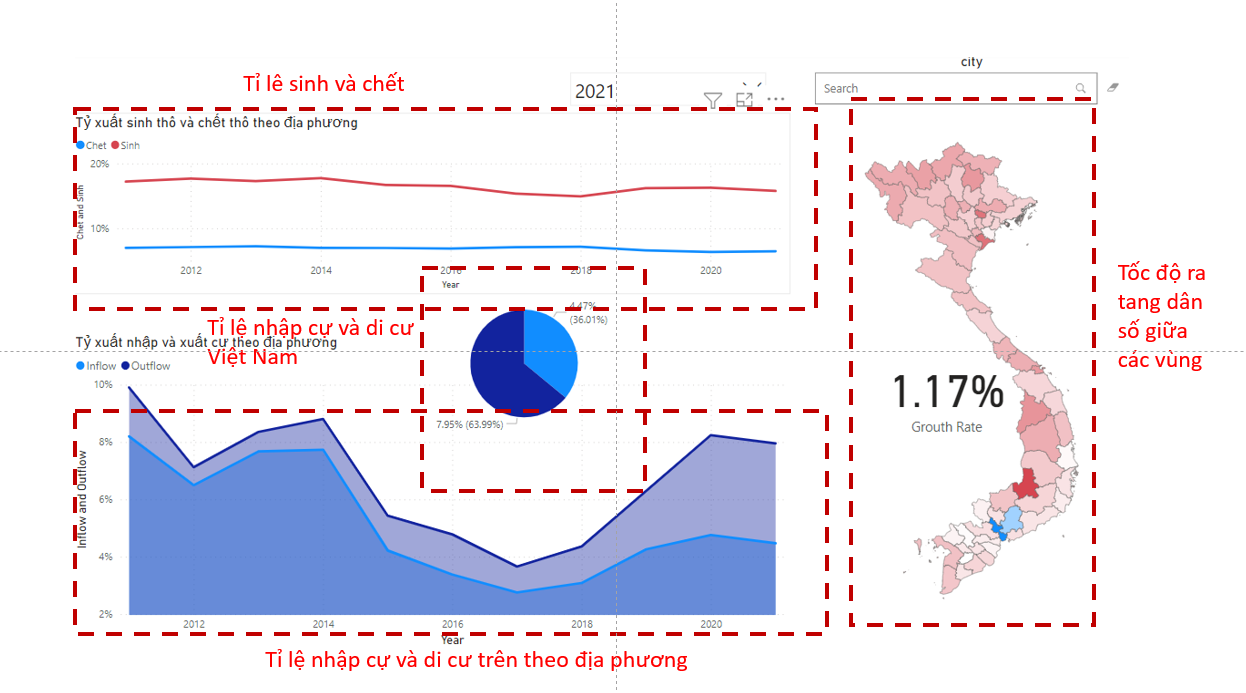 city
Tỉ lê sinh và chết
2021
Search
Tỷ xuất sinh thô và chết thô theo địa phương
Chet Sinh
20%
10%
Chet and Sinh
2012 2014 2016 2018 2020
Year
Tốc độ ra
tang dân
số giữa
các vùng
4.47%
(36.01%)
Tỉ lệ nhập cự và di cư
Việt Nam
Tỷ xuất nhập và xuất cư theo địa phương
Inflow Outflow
1.17%
Grouth Rate
7.95% (63.99%)
10%
8%
6%
4%
2%
Inflow and Outflow
2012 2014 2016 2018 2020
Year
Tỉ lệ nhập cự và di cư trên theo địa phương